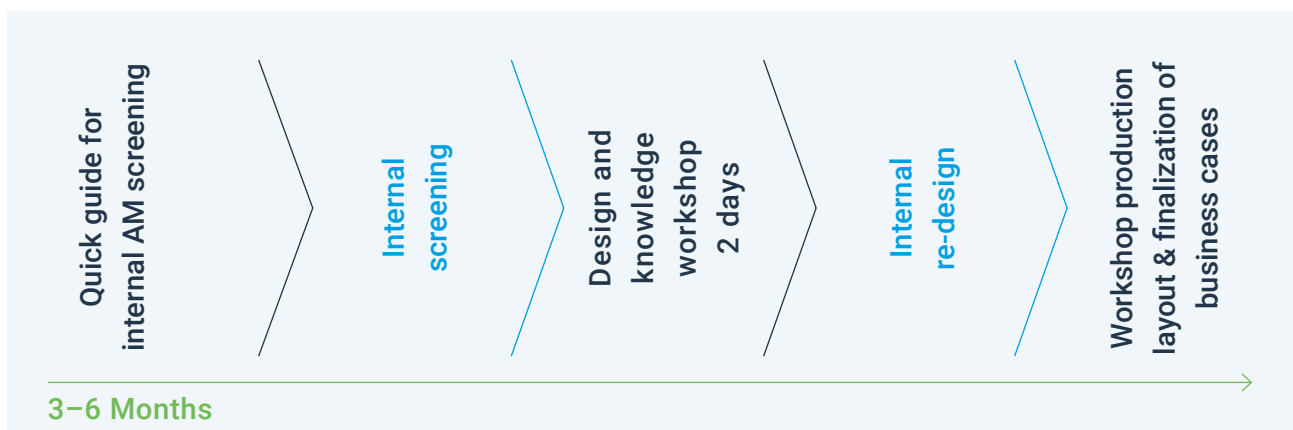 Quick guide for
internal AM screening
Internal
screening
Design and
knowledge
workshop
2 days
Internal
re-design
Workshop production
layout & finalization of
business cases
3–6 Months